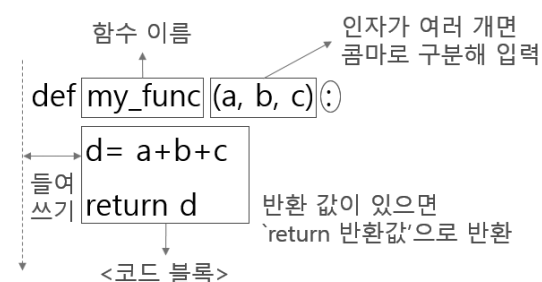 함수 이름
인자가 여러 개면
콤마로 구분해 입력
def my_func (a, b, c) :
d= a+b+c
들여
쓰기
return d
반환 값이 있으면
`return 반환값'으로 반환
<코드 블록>